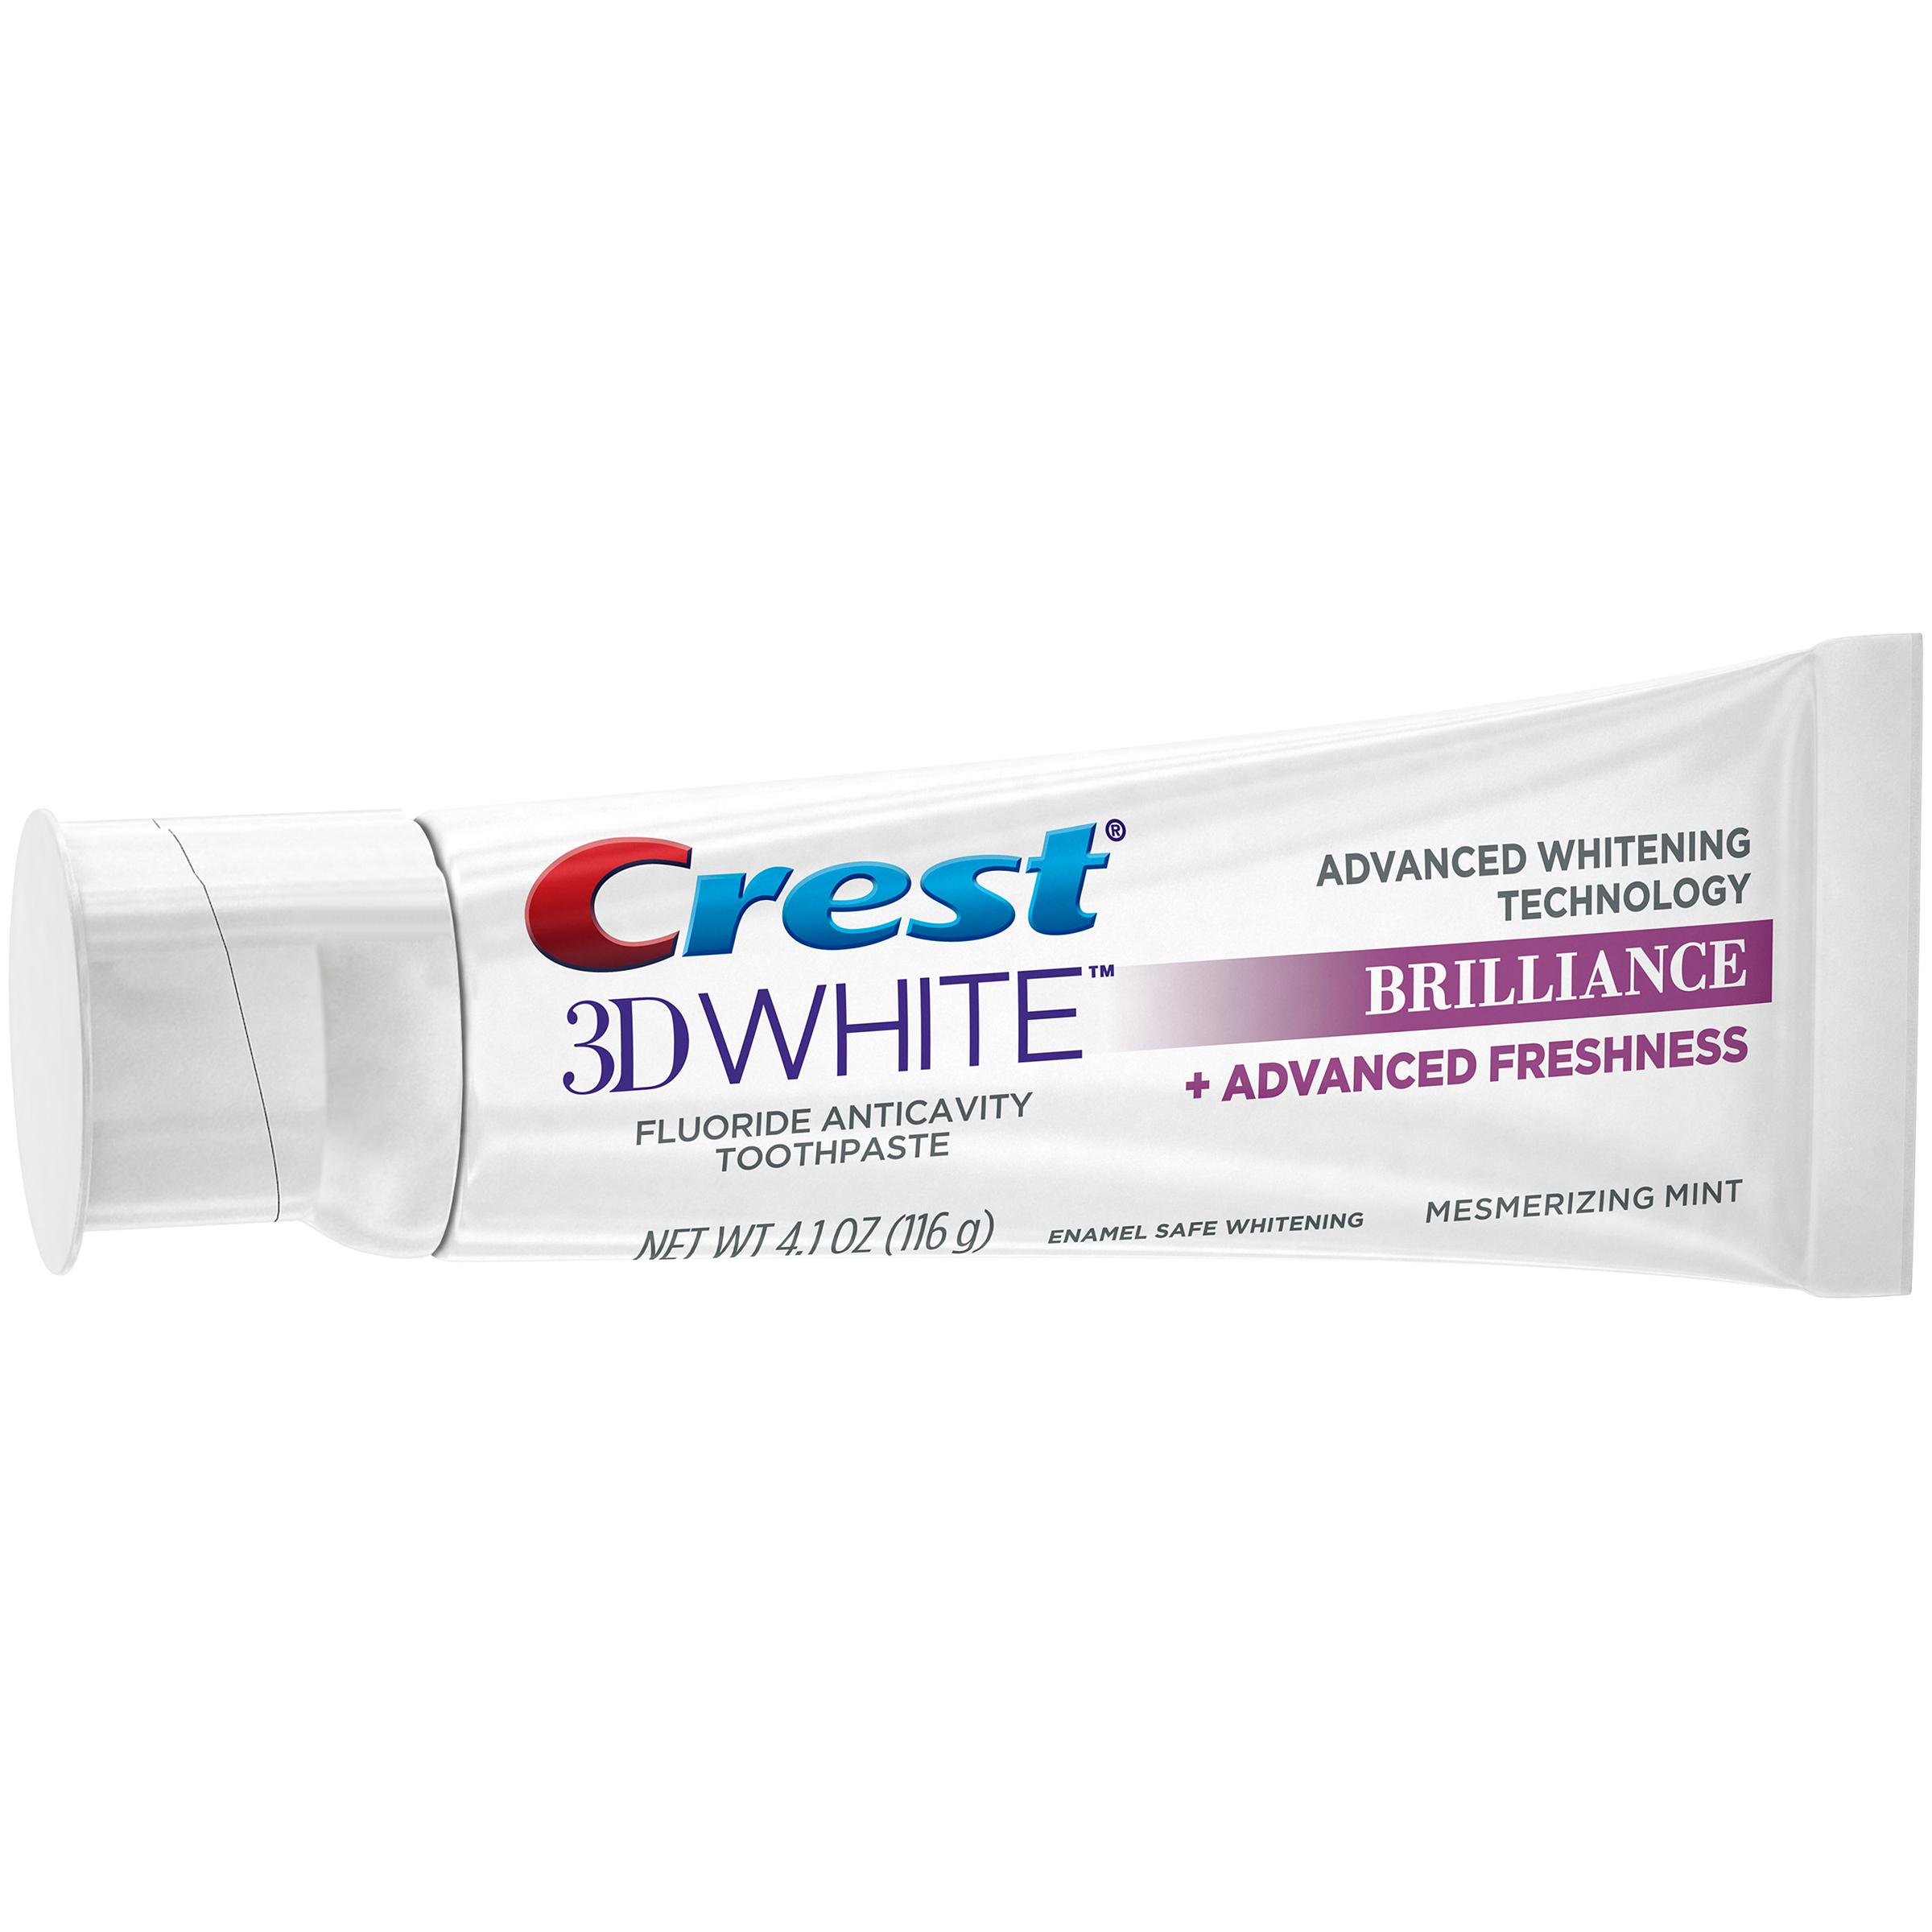 Crest®
3D WHITE™
FLUORIDE ANTICAVITY
TOOTHPASTE
NET WT 4.1 OZ (116 g)
ADVANCED WHITENING
TECHNOLOGY
BRILLIANCE
+ ADVANCED FRESHNESS
ENAMEL SAFE WHITENING
MESMERIZING MINT